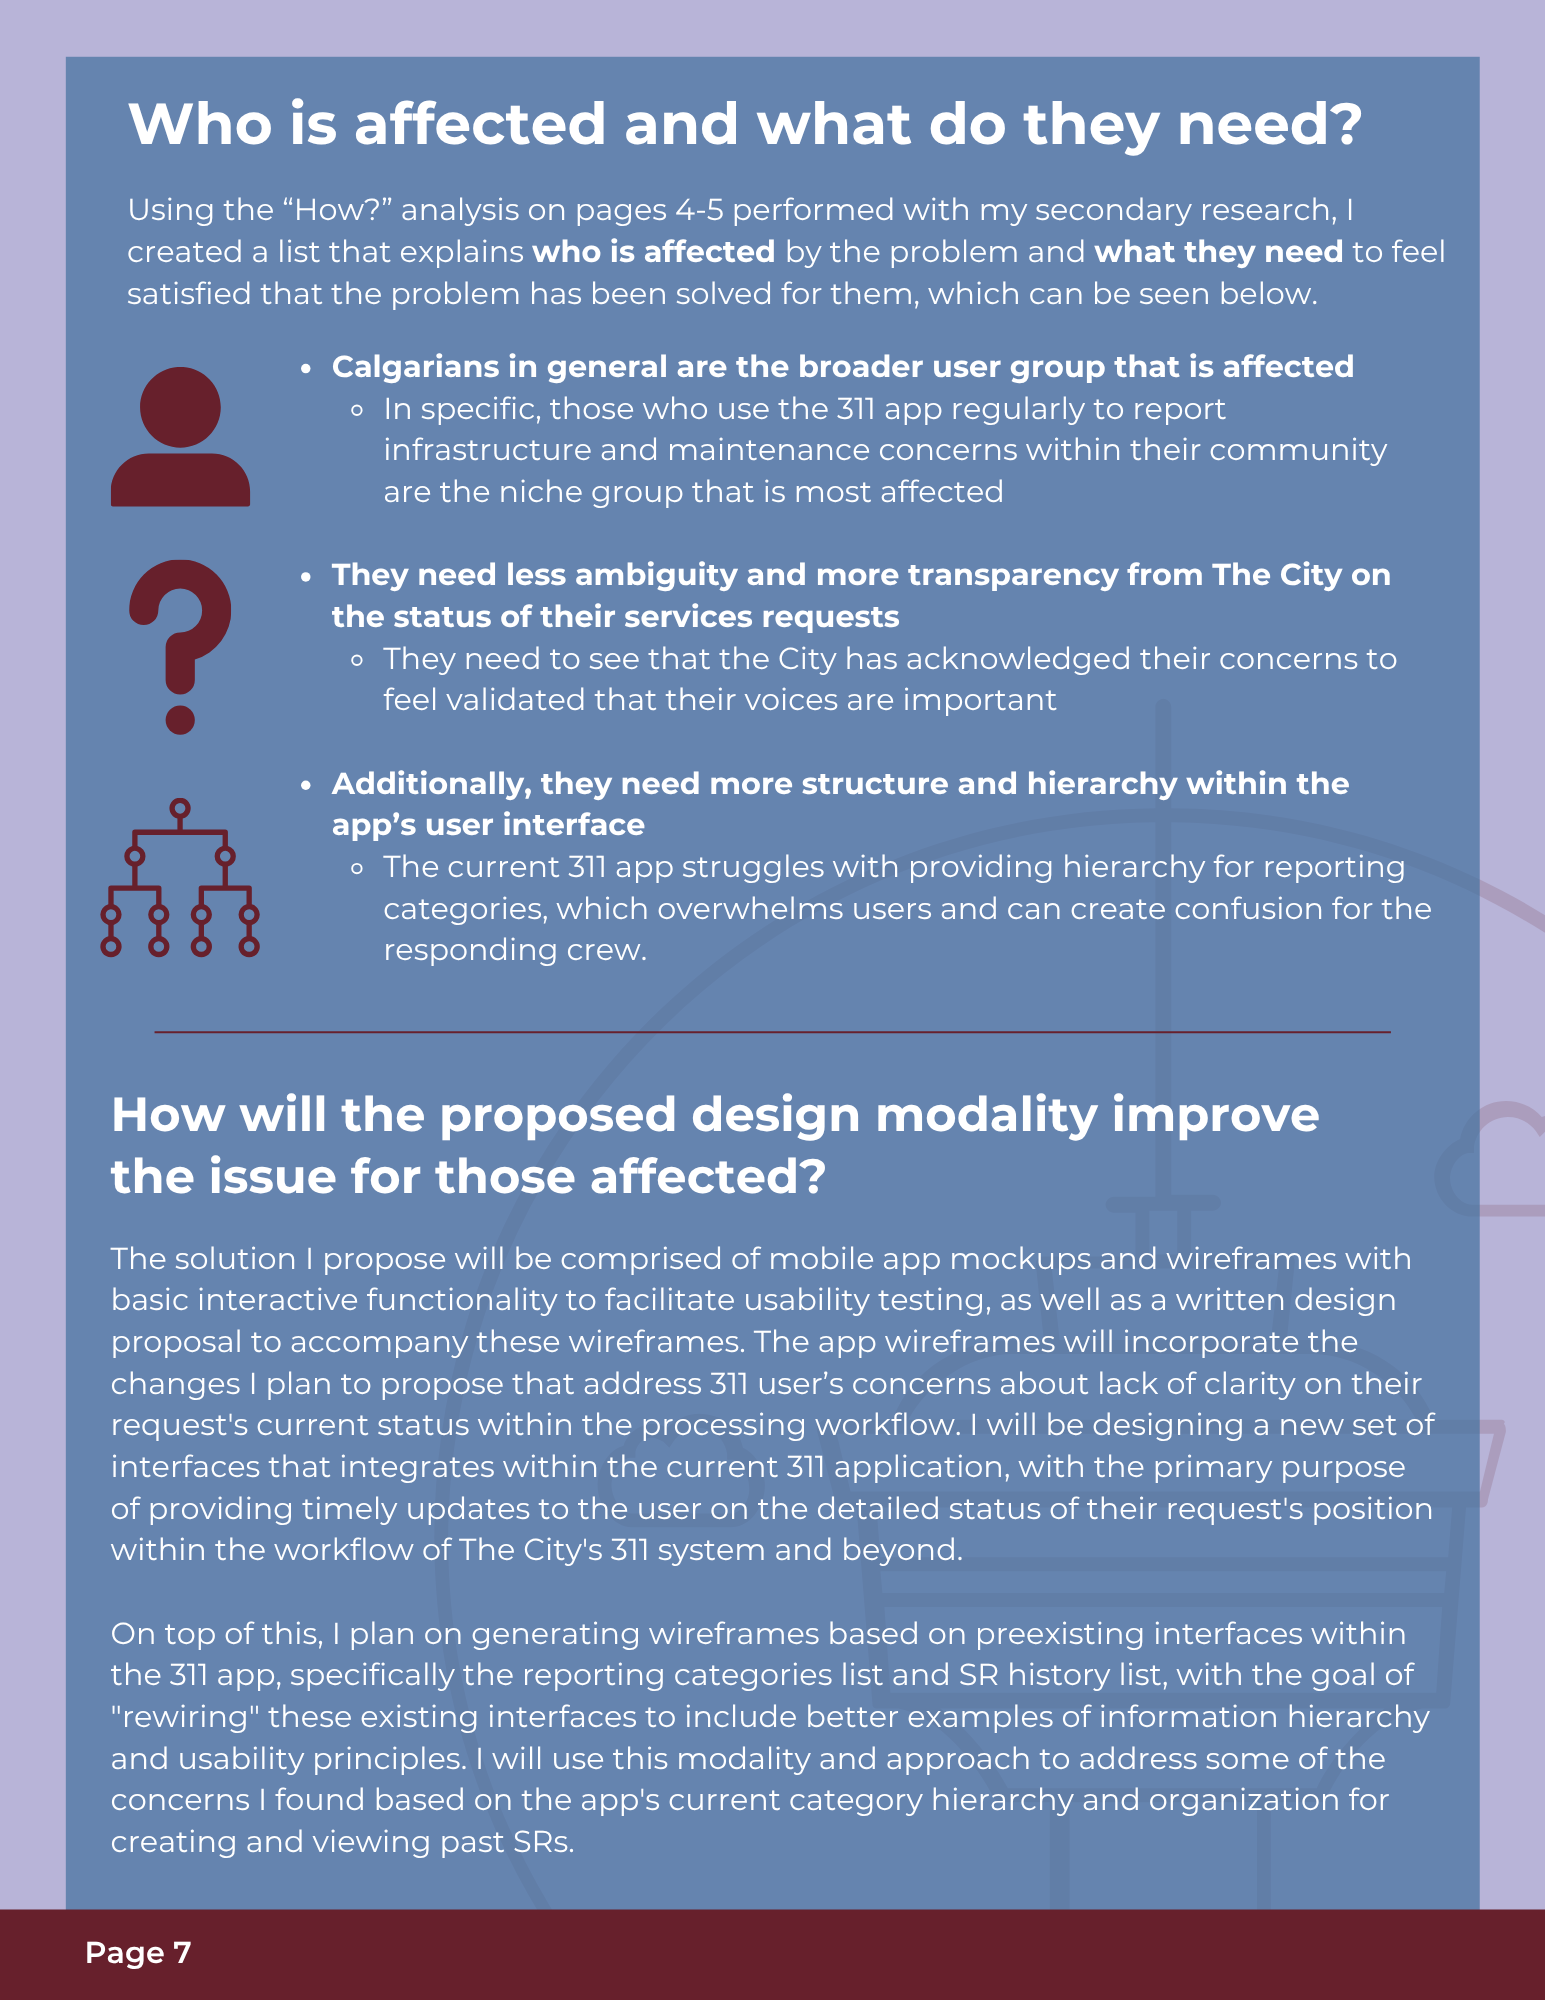 Who is affected and what do they need?
Using the “How?” analysis on pages 4-5 performed with my secondary research, I
created a list that explains who is affected by the problem and what they need to feel
satisfied that the problem has been solved for them, which can be seen below.
• Calgarians in general are the broader user group that is affected
◦ In specific, those who use the 311 app regularly to report
infrastructure and maintenance concerns within their community
are the niche group that is most affected
• They need less ambiguity and more transparency from The City on
the status of their services requests
◦ They need to see that the City has acknowledged their concerns to
feel validated that their voices are important
• Additionally, they need more structure and hierarchy within the
app’s user interface
◦ The current 311 app struggles with providing hierarchy for reporting
categories, which overwhelms users and can create confusion for the
responding crew.
How will the proposed design modality improve
the issue for those affected?
The solution I propose will be comprised of mobile app mockups and wireframes with
basic interactive functionality to facilitate usability testing, as well as a written design
proposal to accompany these wireframes. The app wireframes will incorporate the
changes I plan to propose that address 311 user’s concerns about lack of clarity on their
request's current status within the processing workflow. I will be designing a new set of
interfaces that integrates within the current 311 application, with the primary purpose
of providing timely updates to the user on the detailed status of their request's position
within the workflow of The City's 311 system and beyond.
On top of this, I plan on generating wireframes based on preexisting interfaces within
the 311 app, specifically the reporting categories list and SR history list, with the goal of
"rewiring" these existing interfaces to include better examples of information hierarchy
and usability principles. I will use this modality and approach to address some of the
concerns I found based on the app's current category hierarchy and organization for
creating and viewing past SRs.
Page 7